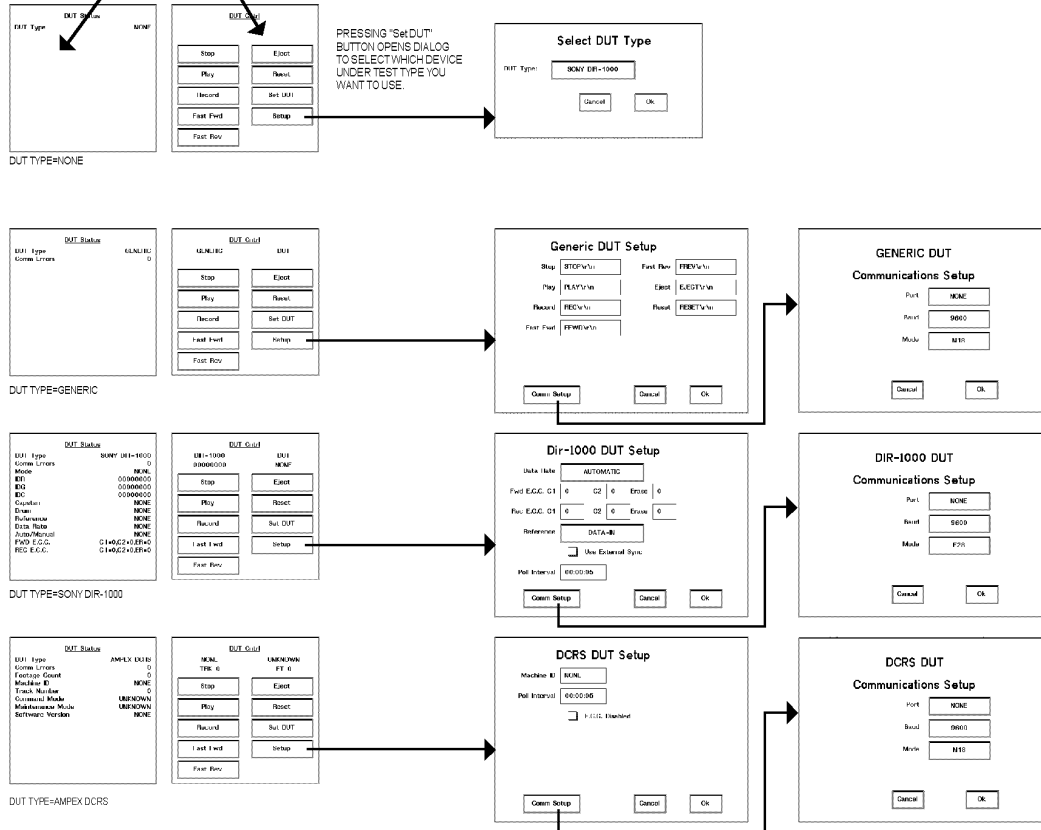 DUT Status
DUT Type NONE
DUT TYPE=NONE
DUT Cntrl
Stop Eject
Play Reset
Record Set DUT
Fast Fwd Setup
Fast Rev
PRESSING "Set DUT"
BUTTON OPENS DIALOG
TO SELECT WHICH DEVICE
UNDER TEST TYPE YOU
WANT TO USE.
Select DUT Type
DUT Type: SONY DIR-1000
Cancel Ok
DUT Status
DUT Type GENERIC
Comm Errors 0
DUT TYPE=GENERIC
DUT Cntrl
GENERIC DUT
Stop Eject
Play Reset
Record Set DUT
Fast Fwd Setup
Fast Rev
Generic DUT Setup
Stop STOP\r\n Fast Rev FREV\r\n
Play PLAY\r\n Eject EJECT\r\n
Record REC\r\n Reset RESET\r\n
Fast Fwd FFWD\r\n
Comm Setup Cancel Ok
GENERIC DUT
Communications Setup
Port NONE
Baud 9600
Mode N18
Cancel Ok
DUT Status
DUT Type SONY DIR-1000
Comm Errors 0
Mode NONE
IDR 00000000
IDG 00000000
IDC 00000000
Capstan NONE
Drum NONE
Reference NONE
Data Rate NONE
Auto/Manual NONE
FWD E.C.C. C1=0,C2=0,ER=0
REC E.C.C. C1=0,C2=0,ER=0
DUT TYPE=SONY DIR-1000
DUT Cntrl
DIR-1000 DUT
00000000 NONE
Stop Eject
Play Reset
Record Set DUT
Fast Fwd Setup
Fast Rev
Dir-1000 DUT Setup
Data Rate AUTOMATIC
Fwd E.C.C. C1 0 C2 0 Erase 0
Rec E.C.C. C1 0 C2 0 Erase 0
Reference DATA-IN
Use External Sync
Poll Interval 00:00:05
Comm Setup Cancel Ok
DIR-1000 DUT
Communications Setup
Port NONE
Baud 9600
Mode E28
Cancel Ok
DUT Status
DUT Type AMPEX DCRS
Comm Errors 0
Footage Count 0
Machine ID NONE
Track Number 0
Command Mode UNKNOWN
Maintenance Mode UNKNOWN
Software Version NONE
DUT TYPE=AMPEX DCRS
DUT Cntrl
NONE UNKNOWN
TRK 0 FT 0
Stop Eject
Play Reset
Record Set DUT
Fast Fwd Setup
Fast Rev
DCRS DUT Setup
Machine ID NONE
Poll Interval 00:00:05
E.C.C. Disabled
Comm Setup Cancel Ok
DCRS DUT
Communications Setup
Port NONE
Baud 9600
Mode N18
Cancel Ok